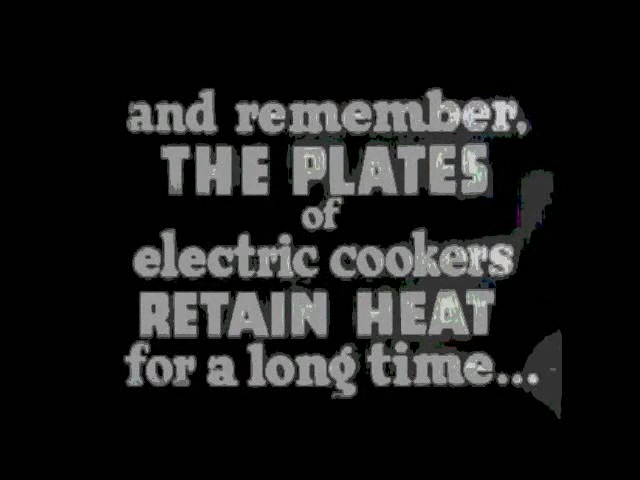 and remember,
THE PLATES
of
electric cookers
RETAIN HEAT
for a long time...